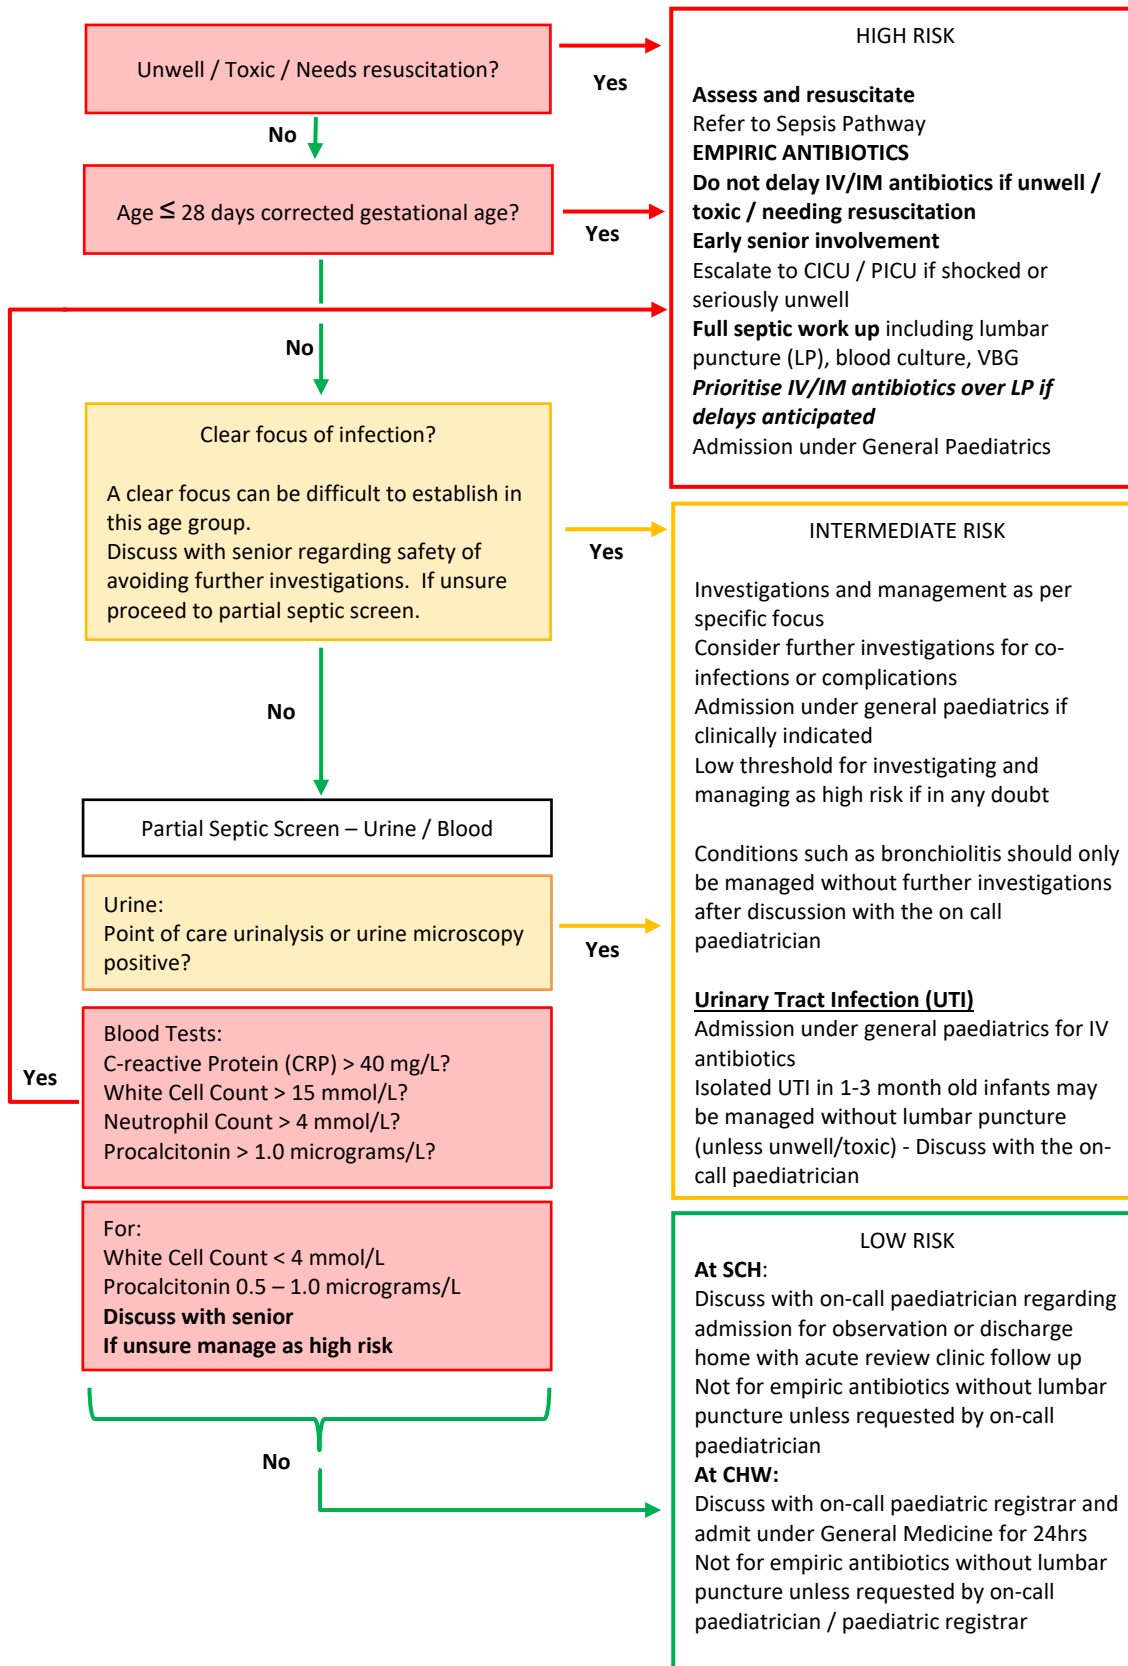 Unwell / Toxic / Needs resuscitation?
Yes
No
Age ≤ 28 days corrected gestational age?
Yes
No
Clear focus of infection?
A clear focus can be difficult to establish in
this age group.
Discuss with senior regarding safety of
avoiding further investigations.  If unsure
proceed to partial septic screen.
Yes
No
Partial Septic Screen – Urine / Blood
Urine:
Point of care urinalysis or urine microscopy
positive?
Yes
Blood Tests:
C-reactive Protein (CRP) > 40 mg/L?
White Cell Count > 15 mmol/L?
Neutrophil Count > 4 mmol/L?
Procalcitonin > 1.0 micrograms/L?
Yes
For:
White Cell Count < 4 mmol/L
Procalcitonin 0.5 – 1.0 micrograms/L
Discuss with senior
If unsure manage as high risk
No
HIGH RISK
Assess and resuscitate
Refer to Sepsis Pathway
EMPIRIC ANTIBIOTICS
Do not delay IV/IM antibiotics if unwell /
toxic / needing resuscitation
Early senior involvement
Escalate to CICU / PICU if shocked or
seriously unwell
Full septic work up including lumbar
puncture (LP), blood culture, VBG
Prioritise IV/IM antibiotics over LP if
delays anticipated
Admission under General Paediatrics
INTERMEDIATE RISK
Investigations and management as per
specific focus
Consider further investigations for co-
infections or complications
Admission under general paediatrics if
clinically indicated
Low threshold for investigating and
managing as high risk if in any doubt
Conditions such as bronchiolitis should only
be managed without further investigations
after discussion with the on call
paediatrician
Urinary Tract Infection (UTI)
Admission under general paediatrics for IV
antibiotics
Isolated UTI in 1-3 month old infants may
be managed without lumbar puncture
(unless unwell/toxic) - Discuss with the on-
call paediatrician
LOW RISK
At SCH:
Discuss with on-call paediatrician regarding
admission for observation or discharge
home with acute review clinic follow up
Not for empiric antibiotics without lumbar
puncture unless requested by on-call
paediatrician
At CHW:
Discuss with on-call paediatric registrar and
admit under General Medicine for 24hrs
Not for empiric antibiotics without lumbar
puncture unless requested by on-call
paediatrician / paediatric registrar